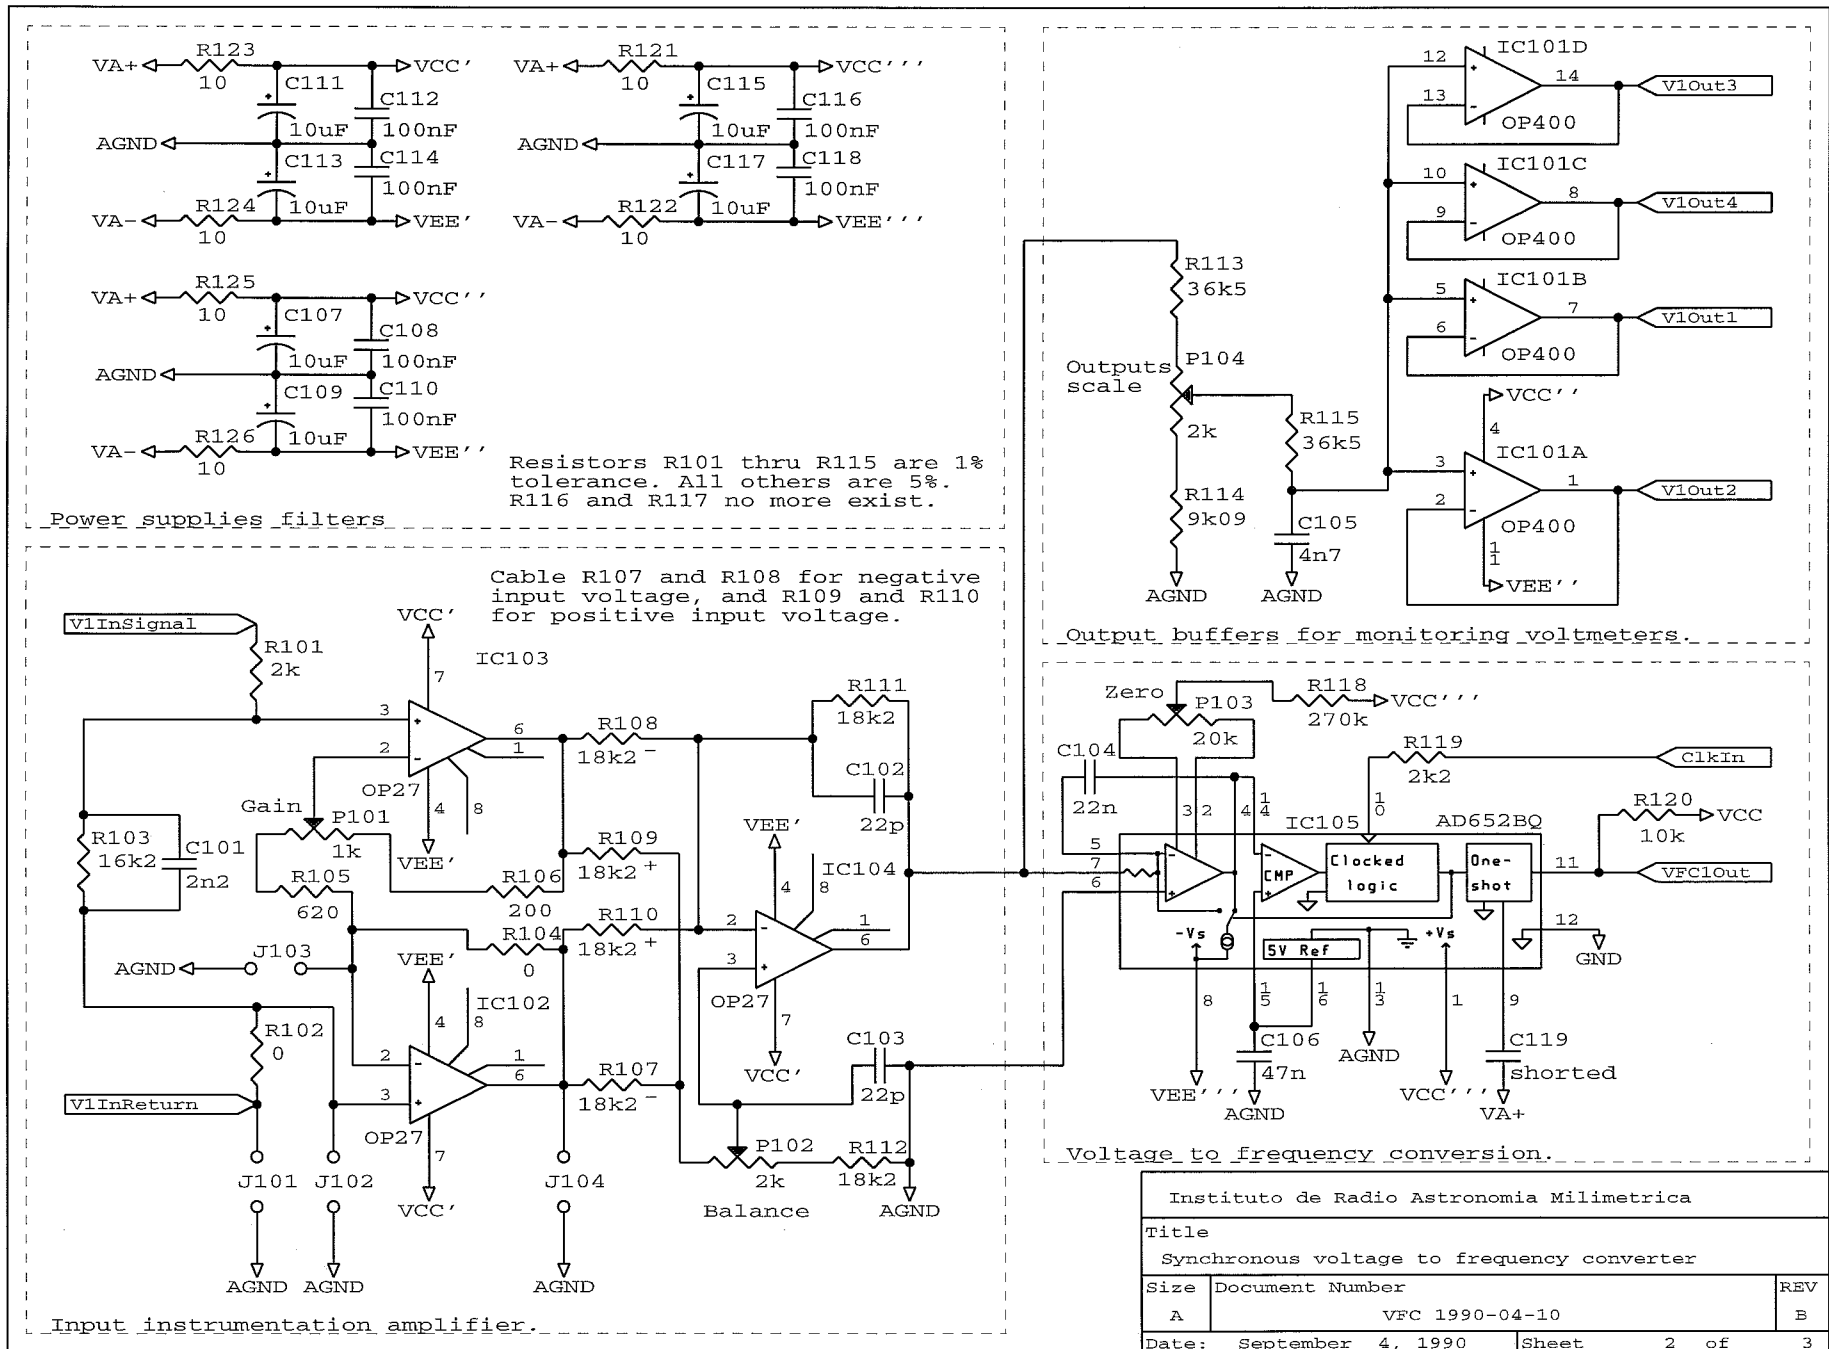 R123
VA+
VCC'
10
C111
C112
10uF
100nF
AGND
C113
C114
10uF
100nF
VA-
R124
VEE'
10
R121
VA+
VCC'''
10
C115
C116
10uF
100nF
AGND
C117
C118
10uF
100nF
VA-
R122
VEE'''
10
R125
VA+
VCC''
10
C107
C108
10uF
100nF
AGND
C109
C110
10uF
100nF
VA-
R126
VEE''
10
Resistors R101 thru R115 are 1%
tolerance. All others are 5%.
R116 and R117 no more exist.
Power supplies filters
R113
36k5
P104
Outputs
scale
2k
R115
36k5
R114
9k09
C105
4n7
AGND
AGND
IC101D
12
+
14
V1Out3
13
-
OP400
IC101C
10
+
8
V1Out4
9
-
OP400
IC101B
5
+
7
V1Out1
6
-
OP400
VCC''
4
IC101A
3
+
1
V1Out2
2
-
OP400
11
VEE''
Output buffers for monitoring voltmeters.
Cable R107 and R108 for negative
input voltage, and R109 and R110
for positive input voltage.
V1InSignal
R101
2k
VCC'
7
IC103
3
+
6
2
-
1
OP27
4
8
VEE'
Gain
P101
1k
R103
16k2
C101
2n2
R105
620
R106
200
R108
18k2 -
R109
18k2 +
R110
18k2 +
R104
0
R111
18k2
C102
22p
VEE'
4
8
IC104
2
-
1
3
+
6
OP27
7
VCC'
AGND
J103
VEE'
4
8
IC102
R102
0
2
-
1
3
+
6
OP27
7
VCC'
R107
18k2 -
V1InReturn
C103
22p
P102
2k
R112
18k2
Balance
AGND
J101
J102
J104
AGND
AGND
AGND
Input instrumentation amplifier.
Zero
P103
20k
R118
270k
VCC'''
C104
22n
R119
2k2
ClkIn
R120
10k
VCC
3
2
4
14
10
IC105
AD652BQ
5
7
6
-
+
-
CMP
+
Clocked
logic
One-
shot
11
VFC1Out
12
GND
-Vs
5V Ref
+Vs
8
15
16
13
1
9
C106
47n
AGND
C119
shorted
VEE'''
AGND
VCC'''
VA+
Voltage to frequency conversion.
Instituto de Radio Astronomia Milimetrica
Title
Synchronous voltage to frequency converter
Size
Document Number
REV
A
VFC 1990-04-10
B
Date: September 4, 1990
Sheet 2 of 3